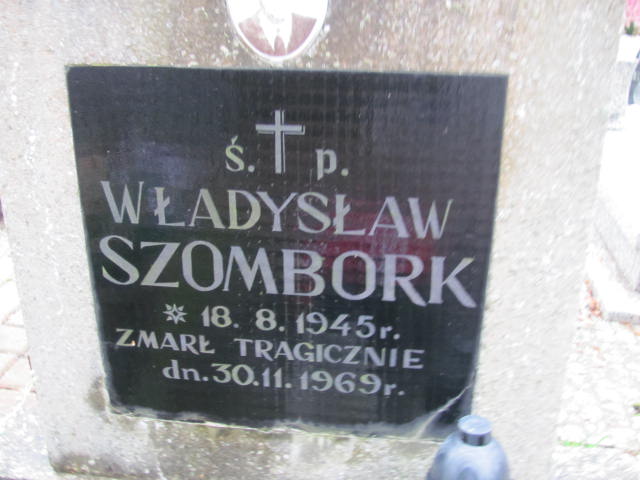 ś. p.
WŁADYSŁAW
SZOMBORK
* 18. 8. 1945 r.
ZMARŁ TRAGICZNIE
dn. 30.11.1969 r.